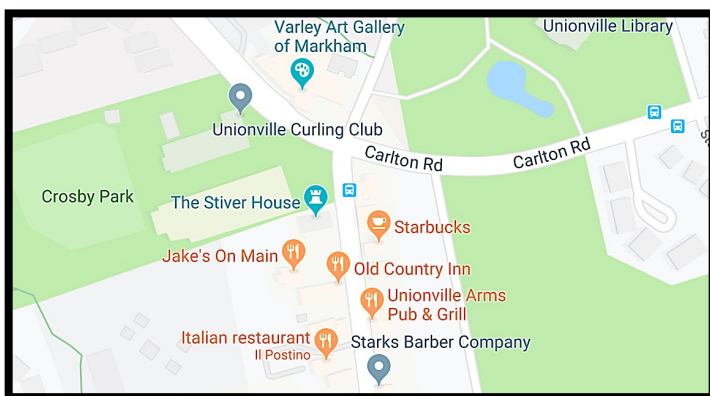 Varley Art Gallery
of Markham
Unionville Library
Unionville Curling Club
Carlton Rd
Carlton Rd
Crosby Park
The Stiver House
Starbucks
Jake's On Main
Old Country Inn
Unionville Arms
Pub & Grill
Italian restaurant
Il Postino
Starks Barber Company